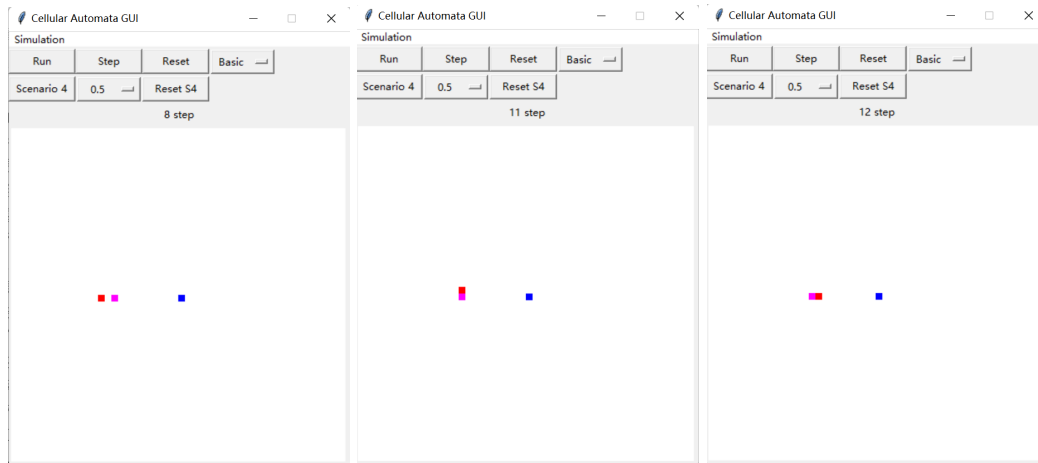 Cellular Automata GUI
Simulation
Run Step Reset Basic
Scenario 4 0.5 Reset S4
8 step
Cellular Automata GUI
Simulation
Run Step Reset Basic
Scenario 4 0.5 Reset S4
11 step
Cellular Automata GUI
Simulation
Run Step Reset Basic
Scenario 4 0.5 Reset S4
12 step